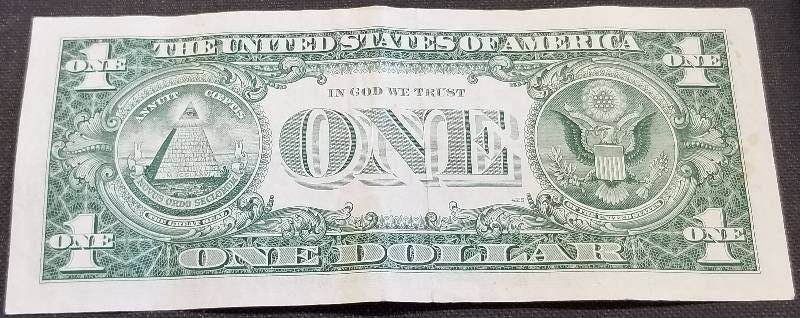 THE UNITED STATES OF AMERICA
1 ONE
1 ONE
ANNUIT CŒPTIS
IN GOD WE TRUST
ONE
NOVUS ORDO SECLORUM
THE GREAT SEAL
OF THE UNITED STATES
1 ONE
1 ONE
ONE DOLLAR